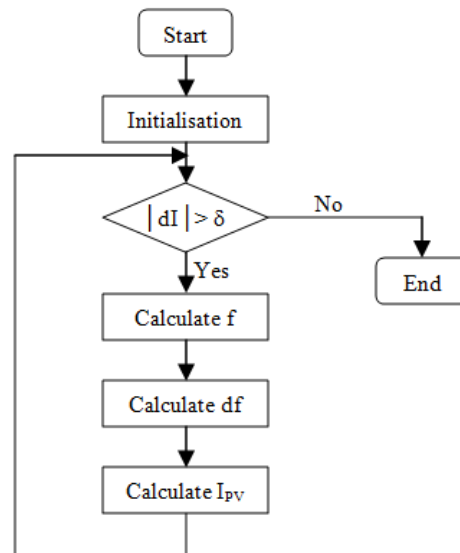 Start
Initialisation
|dI|> δ
No
Yes
End
Calculate f
Calculate df
Calculate IPV